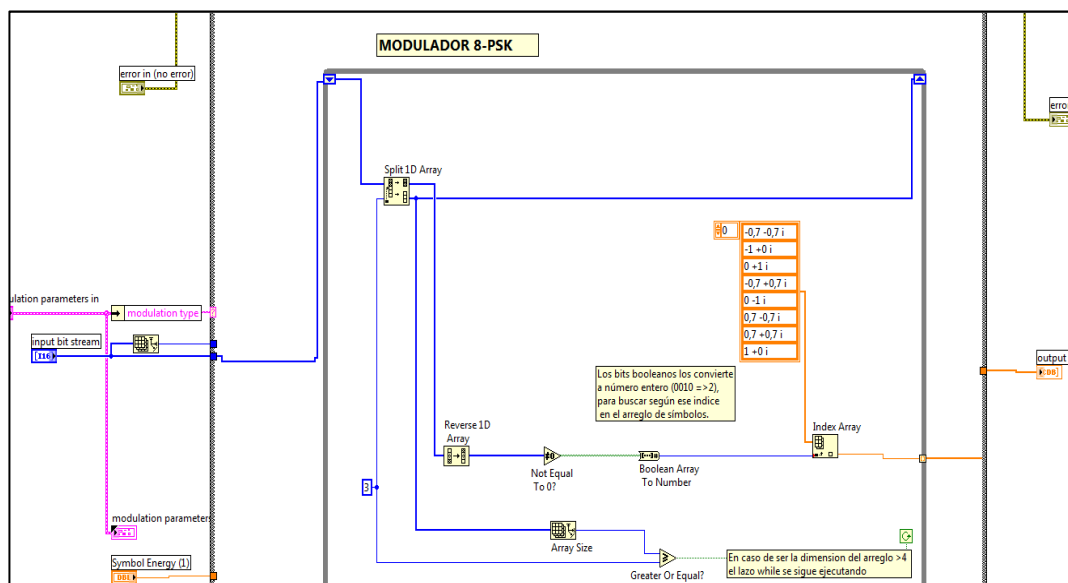 MODULADOR 8-PSK
error in (no error)
erro
Split 1D Array
0
-0,7 -0,7 i
-1 +0 i
0 +1 i
-0,7 +0,7 i
0 -1 i
0,7 -0,7 i
0,7 +0,7 i
1 +0 i
ulation parameters in
modulation type
input bit stream
I16
output
DB
Los bits booleanos los convierte
a número entero (0010 =>2),
para buscar según ese indice
en el arreglo de símbolos.
Reverse 1D
Array
Index Array
Not Equal
To 0?
Boolean Array
To Number
3
modulation parameters
Array Size
Greater Or Equal?
En caso de ser la dimension del arreglo >4
el lazo while se sigue ejecutando
Symbol Energy (1)
DBL